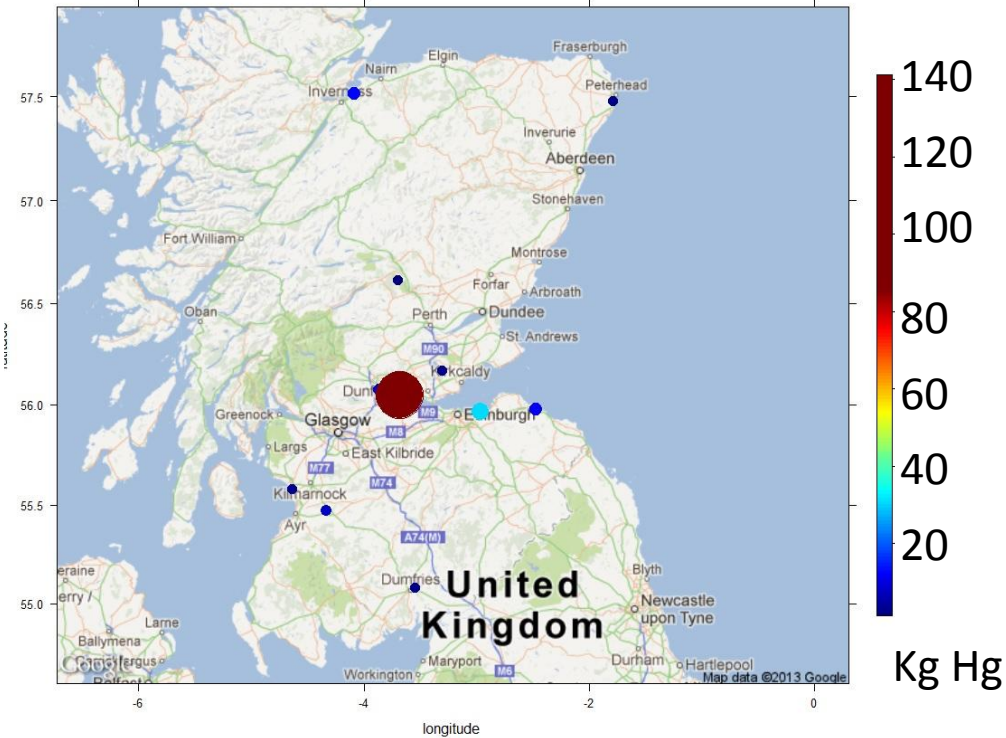 Fraserburgh
Elgin
Nairn
Peterhead
Inverness
Inverurie
Aberdeen
Stonehaven
Fort William
Montrose
Forfar
Arbroath
Oban
Perth
Dundee
St. Andrews
M90
Kirkcaldy
Greenock
Glasgow
M9
Edinburgh
M8
Largs
East Kilbride
M77
M74
Kilmarnock
Ayr
A74(M)
Dumfries
United
Kingdom
Blyth
Newcastle
upon Tyne
eraine
erry /
Larne
Ballymena
Google
Durham
Hartlepool
Maryport
Workington
M6
Map data ©2013 Google
57.5
57.0
56.5
56.0
55.5
55.0
-6
-4
-2
0
longitude
140
120
100
80
60
40
20
Kg Hg